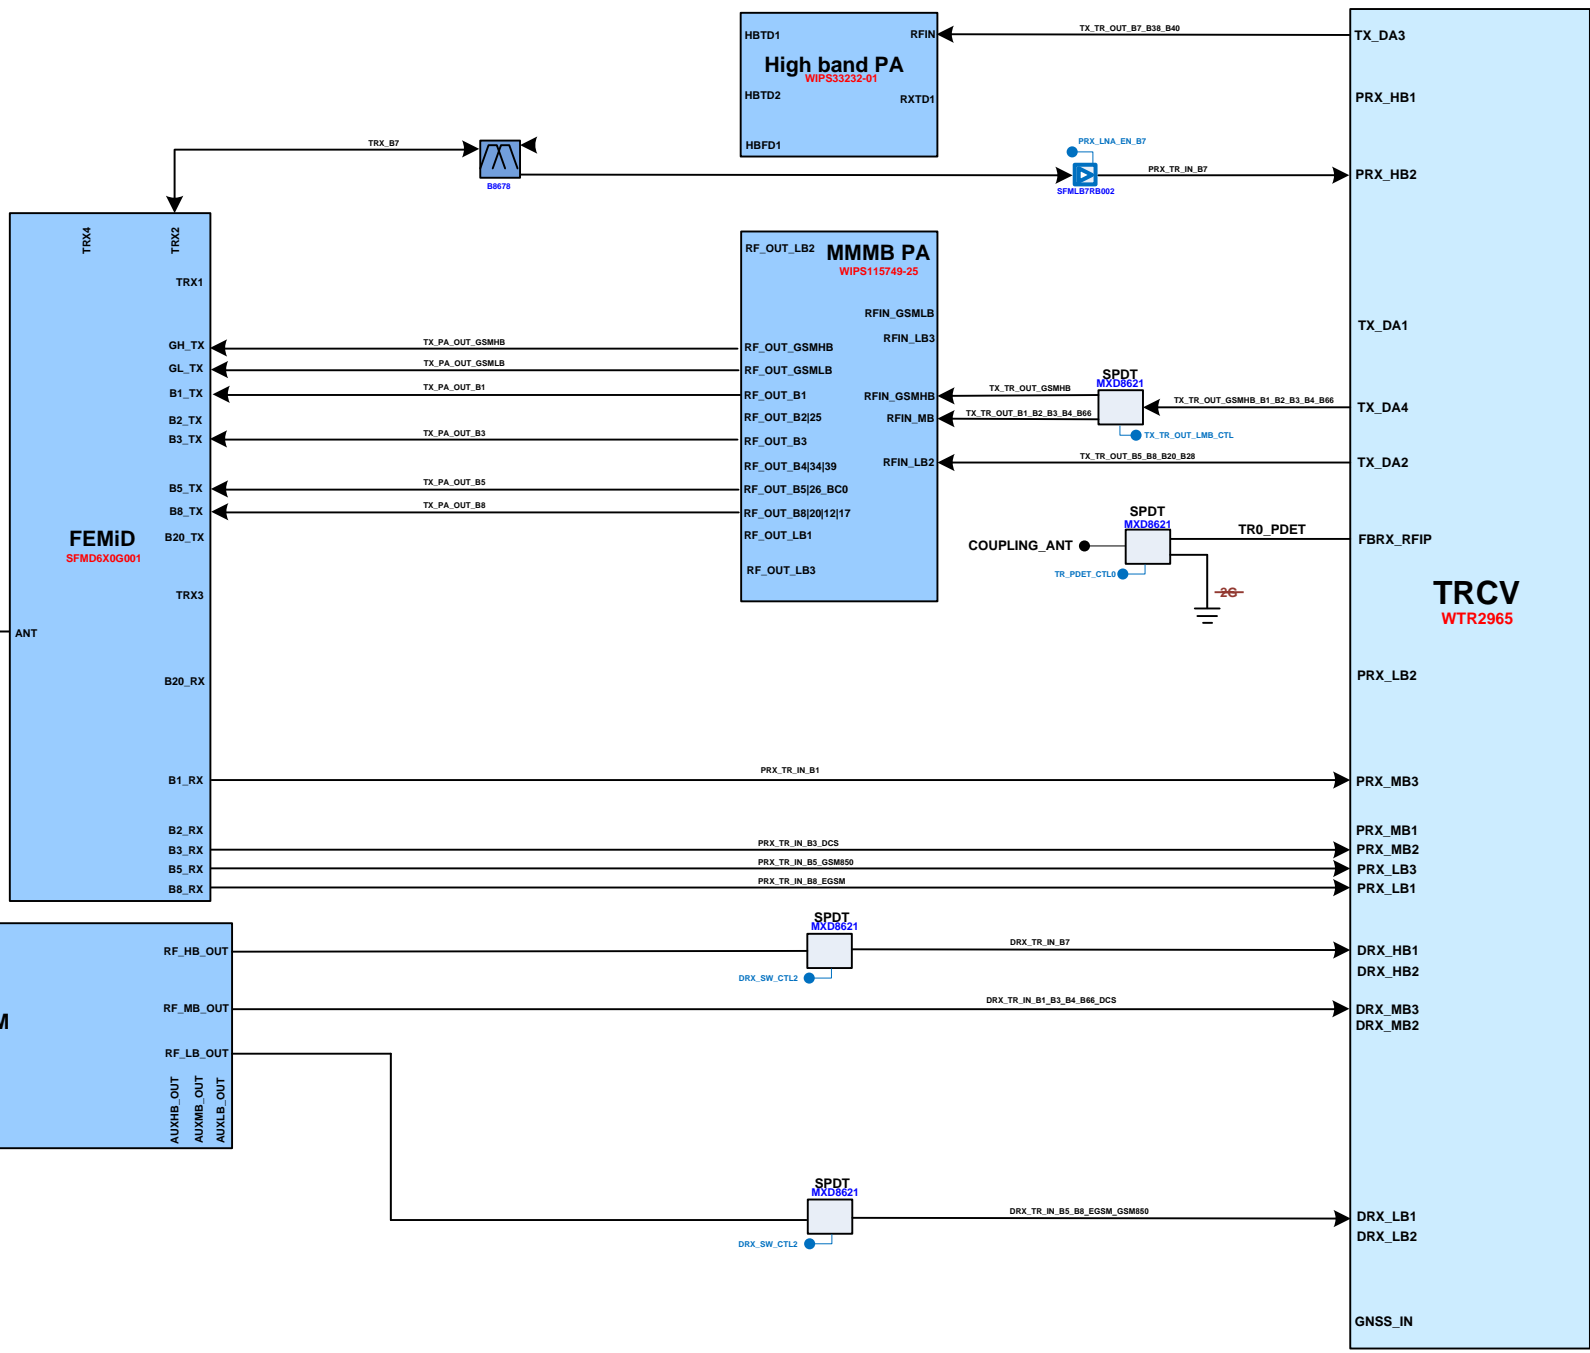 HBTD1
RFIN
High band PA
WIPS33232-01
HBTD2
RXTD1
HBFD1
TX_TR_OUT_B7_B38_B40
TX_DA3
PRX_HB1
TRX_B7
B8678
PRX_LNA_EN_B7
SFMLB7RB002
PRX_TR_IN_B7
PRX_HB2
TRX4
TRX2
TRX1
GH_TX
GL_TX
B1_TX
B2_TX
B3_TX
B5_TX
B8_TX
FEMiD
SFMD6X0G001
B20_TX
TRX3
ANT
B20_RX
B1_RX
B2_RX
B3_RX
B5_RX
B8_RX
TX_PA_OUT_GSMHB
TX_PA_OUT_GSMLB
TX_PA_OUT_B1
TX_PA_OUT_B3
TX_PA_OUT_B5
TX_PA_OUT_B8
RF_OUT_LB2
MMMB PA
WIPS115749-25
RFIN_GSMLB
RFIN_LB3
RF_OUT_GSMHB
RF_OUT_GSMLB
RF_OUT_B1
RFIN_GSMHB
RF_OUT_B2|25
RFIN_MB
RF_OUT_B3
RF_OUT_B4|34|39
RFIN_LB2
RF_OUT_B5|26_BC0
RF_OUT_B8|20|12|17
RF_OUT_LB1
RF_OUT_LB3
TX_DA1
SPDT
MXD8621
TX_TR_OUT_GSMHB
TX_TR_OUT_GSMHB_B1_B2_B3_B4_B66
TX_DA4
TX_TR_OUT_B1_B2_B3_B4_B66
TX_TR_OUT_LMB_CTL
TX_TR_OUT_B5_B8_B20_B28
TX_DA2
SPDT
MXD8621
COUPLING_ANT
TR0_PDET
FBRX_RFIP
TR_PDET_CTL0
2G
TRCV
WTR2965
PRX_LB2
PRX_TR_IN_B1
PRX_MB3
PRX_MB1
PRX_TR_IN_B3_DCS
PRX_MB2
PRX_TR_IN_B5_GSM850
PRX_LB3
PRX_TR_IN_B8_EGSM
PRX_LB1
RF_HB_OUT
SPDT
MXD8621
DRX_SW_CTL2
DRX_TR_IN_B7
DRX_HB1
DRX_HB2
M
RF_MB_OUT
DRX_TR_IN_B1_B3_B4_B66_DCS
DRX_MB3
DRX_MB2
RF_LB_OUT
AUXHB_OUT
AUXMB_OUT
AUXLB_OUT
SPDT
MXD8621
DRX_SW_CTL2
DRX_TR_IN_B5_B8_EGSM_GSM850
DRX_LB1
DRX_LB2
GNSS_IN